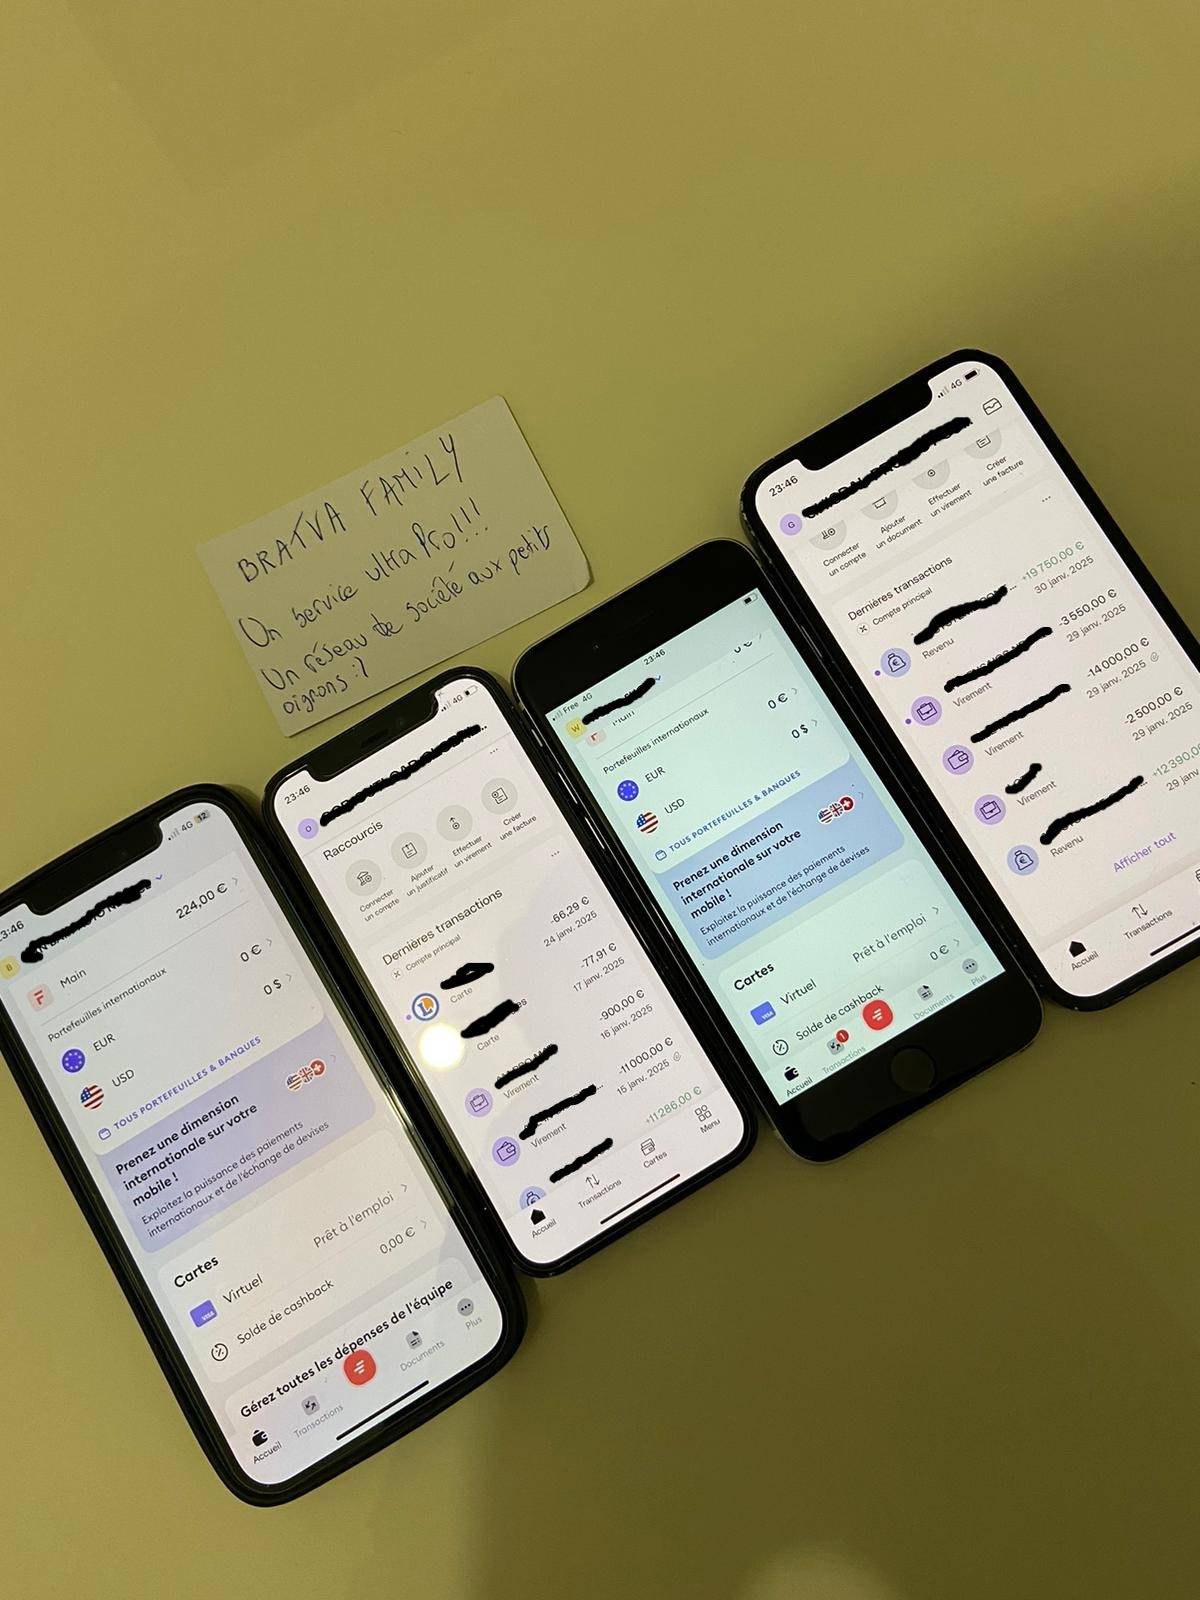 BRATVA FAMILY
Un service ultra Pro!!!
Un réseau de société aux petits
oignons :)
224,00 €
Main
Portefeuilles internationaux
EUR
0 €
USD
0 $
TOUS PORTEFEUILLES & BANQUES
Prenez une dimension
internationale sur votre
mobile !
Exploitez la puissance des paiements
internationaux et de l'échange de devises
Cartes
Virtuel
Prêt à l'emploi
VISA
Solde de cashback
0,00 €
Gérez toutes les dépenses de l'équipe
Accueil
Transactions
Documents
Plus
4G
12
B
23:46
4G
Raccourcis
Connecter
un compte
Ajouter
un justificatif
Effectuer
un virement
Créer
une facture
Dernières transactions
Compte principal
-66,29 €
Carte
24 janv. 2025
-77,91 €
Carte
17 janv. 2025
-900,00 €
Virement
16 janv. 2025
-11 000,00 €
Virement
15 janv. 2025
+11 286,00 €
Accueil
Transactions
Cartes
Menu
Free 4G
23:46
W
Portefeuilles internationaux
EUR
0 €
USD
0 $
TOUS PORTEFEUILLES & BANQUES
Prenez une dimension
internationale sur votre
mobile !
Exploitez la puissance des paiements
internationaux et de l'échange de devises
Cartes
Virtuel
Prêt à l'emploi
VISA
Solde de cashback
0 €
Accueil
Transactions
1
Documents
Plus
23:46
4G
G
Connecter
un compte
Ajouter
un document
Effectuer
un virement
Créer
une facture
Dernières transactions
Compte principal
+19 750,00 €
Revenu
30 janv. 2025
-3 550,00 €
Virement
29 janv. 2025
-14 000,00 €
Virement
29 janv. 2025
-2 500,00 €
Virement
29 janv. 2025
+12 390,00
Revenu
29 janv.
Afficher tout
Accueil
Transactions